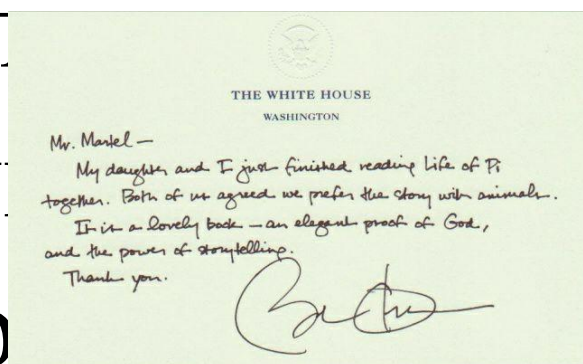 THE WHITE HOUSE
WASHINGTON
Mr. Martel —
My daughter and I just finished reading Life of Pi
together. Both of us agreed we prefer the story with animals.
It is a lovely book — an elegant proof of God,
and the power of storytelling.
Thank you.